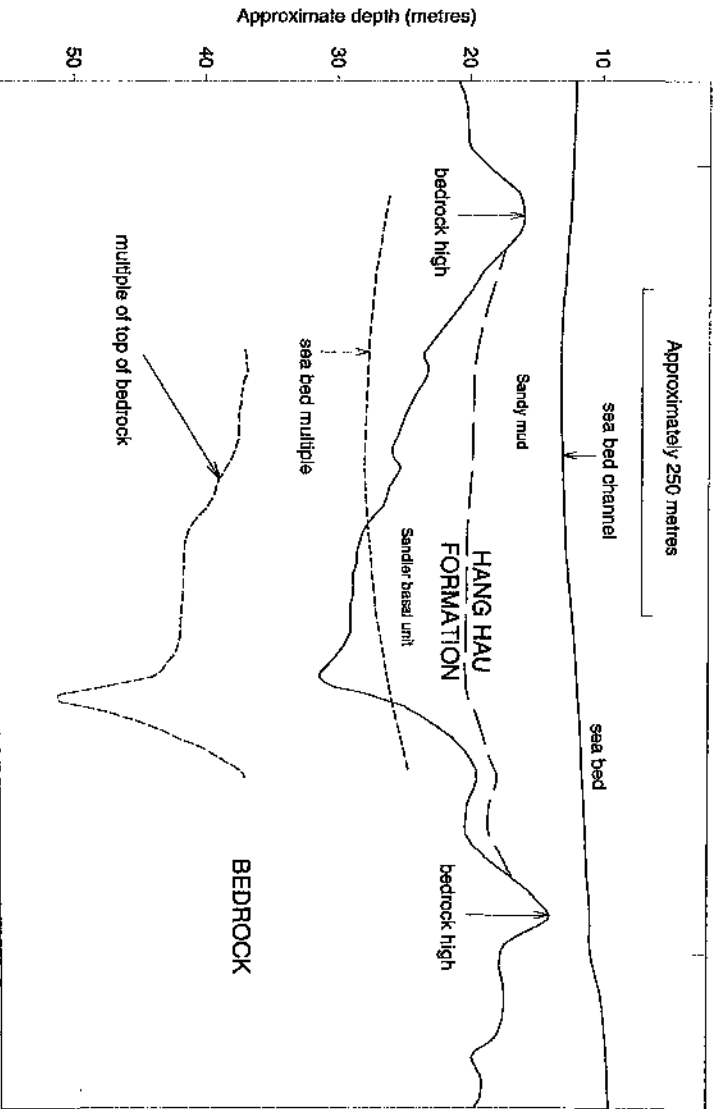 Approximate depth (metres)
10
20
30
40
50
Approximately 250 metres
sea bed channel
sea bed
Sandy mud
HANG HAU
FORMATION
bedrock high
bedrock high
Sandier basal unit
sea bed multiple
multiple of top of bedrock
BEDROCK